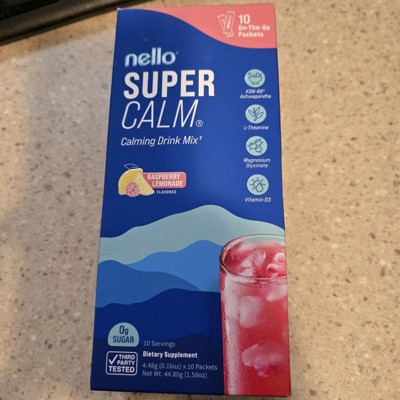 10
On-The-Go
Packets
nello®
SUPER
CALM®
Calming Drink Mix†
KSM-66®
Ashwagandha
L-Theanine
Magnesium
Glycinate
Vitamin D3
RASPBERRY
LEMONADE
FLAVORED
0g
SUGAR
10 Servings
Dietary Supplement
THIRD
PARTY
TESTED
4.48g (0.16oz) x 10 Packets
Net Wt. 44.80g (1.58oz)